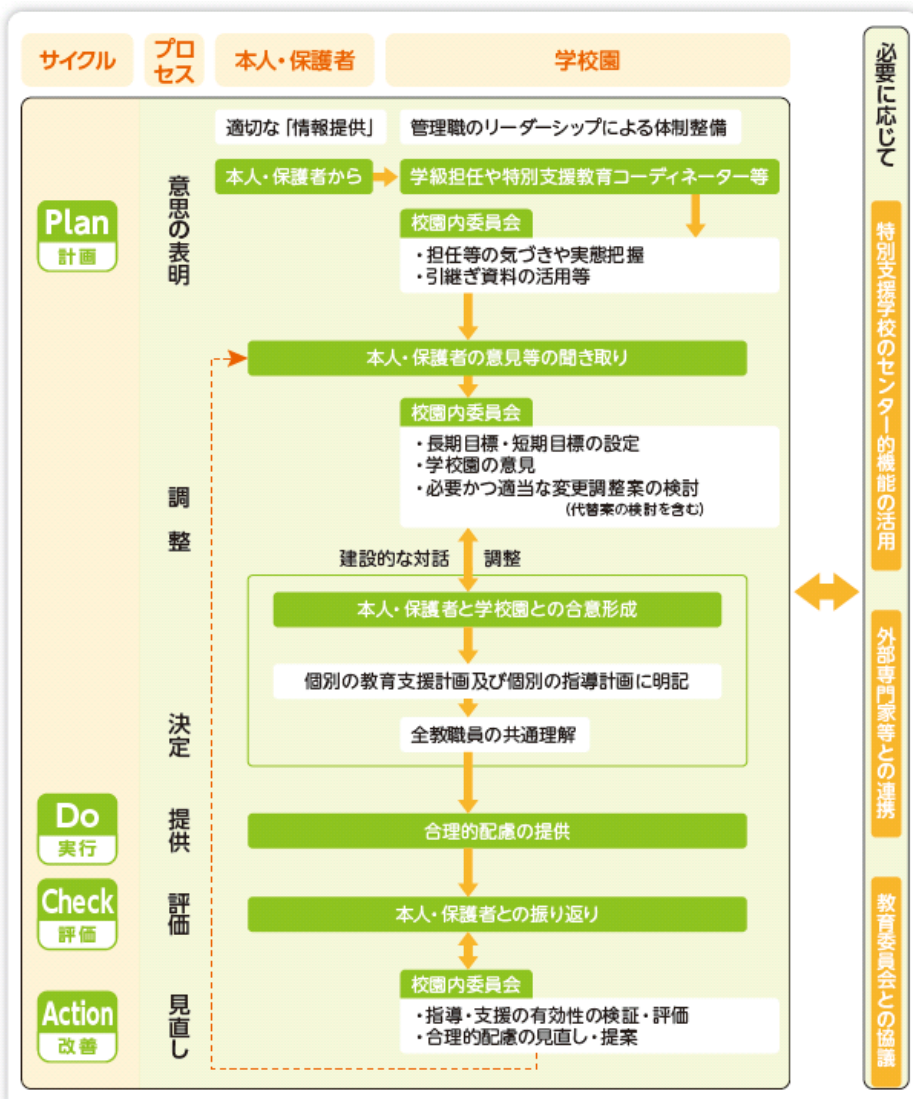 サイクル
プロセス
本人・保護者
学校園
適切な「情報提供」
管理職のリーダーシップによる体制整備
Plan
計画
意思の表明
本人・保護者から
学級担任や特別支援教育コーディネーター等
校園内委員会
・担任等の気づきや実態把握
・引継ぎ資料の活用等
本人・保護者の意見等の聞き取り
調整
校園内委員会
・長期目標・短期目標の設定
・学校園の意見
・必要かつ適当な変更調整案の検討
(代替案の検討を含む)
建設的な対話
調整
本人・保護者と学校園との合意形成
個別の教育支援計画及び個別の指導計画に明記
決定
全教職員の共通理解
Do
実行
提供
合理的配慮の提供
Check
評価
評価
本人・保護者との振り返り
Action
改善
見直し
校園内委員会
・指導・支援の有効性の検証・評価
・合理的配慮の見直し・提案
必要に応じて
特別支援学校のセンター的機能の活用
外部専門家等との連携
教育委員会との協議